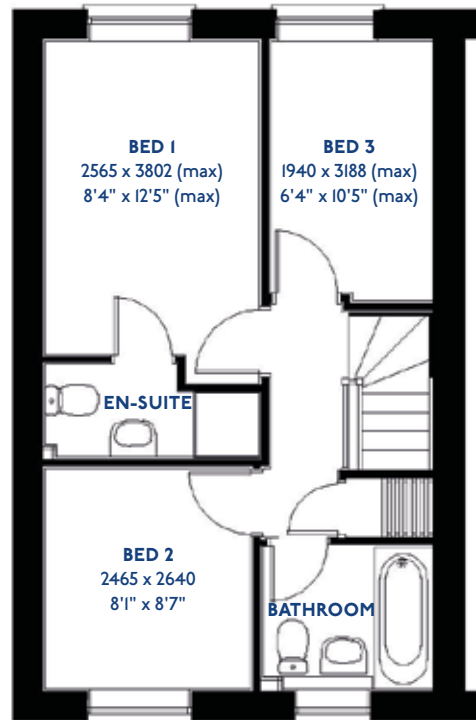 BED 1
2565 x 3802 (max)
8'4" x 12'5" (max)
BED 3
1940 x 3188 (max)
6'4" x 10'5" (max)
EN-SUITE
BED 2
2465 x 2640
8'1" x 8'7"
BATHROOM